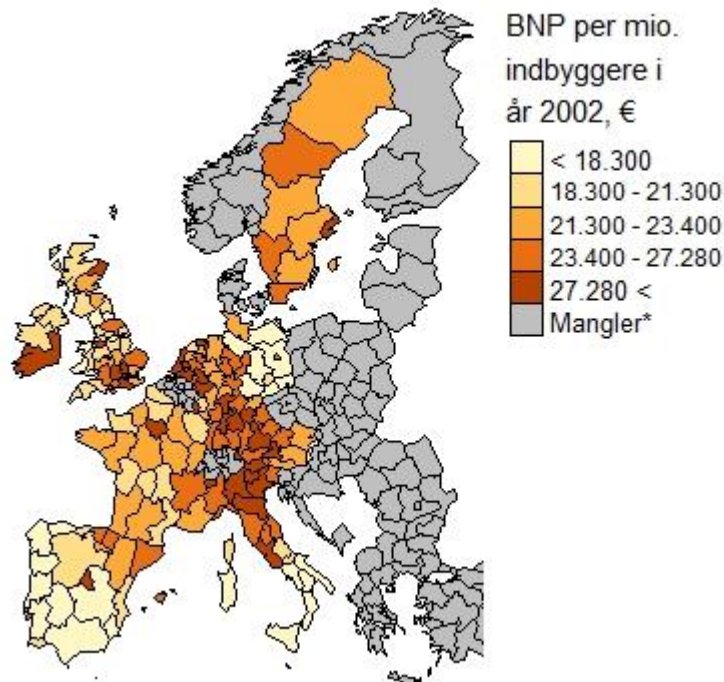 BNP per mio.
indbyggere i
år 2002, €
< 18.300
18.300 - 21.300
21.300 - 23.400
23.400 - 27.280
27.280 <
Mangler*